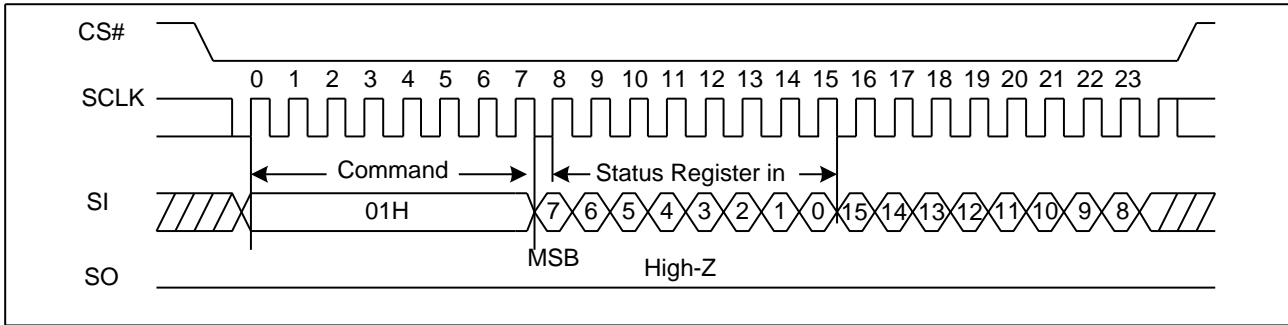 CS#
0 1 2 3 4 5 6 7 8 9 10 11 12 13 14 15 16 17 18 19 20 21 22 23
SCLK
Command Status Register in
SI 01H 7 6 5 4 3 2 1 0 15 14 13 12 11 10 9 8
MSB High-Z
SO